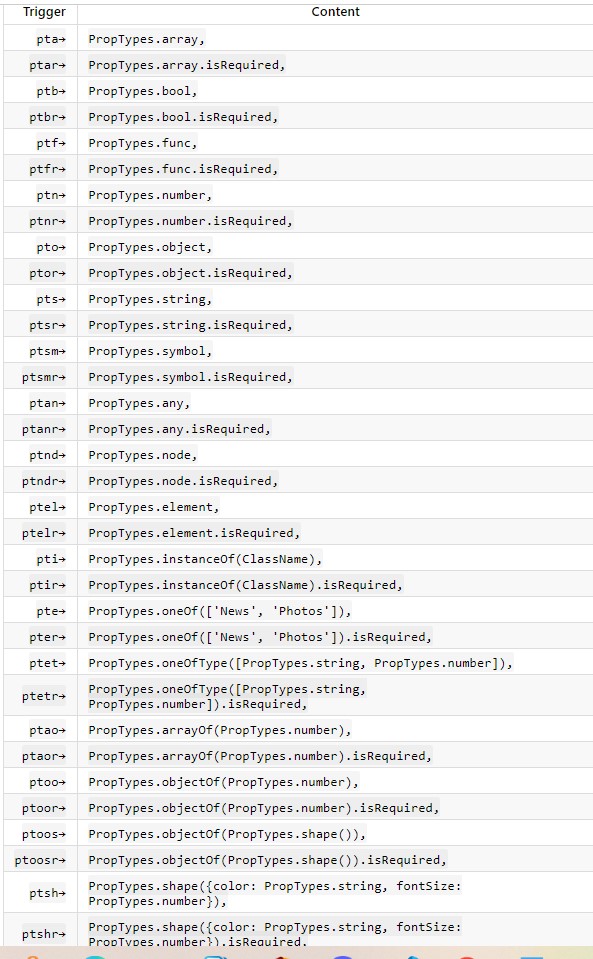 Trigger Content
pta→ PropTypes.array,
ptar→ PropTypes.array.isRequired,
ptb→ PropTypes.bool,
ptbr→ PropTypes.bool.isRequired,
ptf→ PropTypes.func,
ptfr→ PropTypes.func.isRequired,
ptn→ PropTypes.number,
ptnr→ PropTypes.number.isRequired,
pto→ PropTypes.object,
ptor→ PropTypes.object.isRequired,
pts→ PropTypes.string,
ptsr→ PropTypes.string.isRequired,
ptsm→ PropTypes.symbol,
ptsmr→ PropTypes.symbol.isRequired,
ptan→ PropTypes.any,
ptanr→ PropTypes.any.isRequired,
ptnd→ PropTypes.node,
ptndr→ PropTypes.node.isRequired,
ptel→ PropTypes.element,
ptelr→ PropTypes.element.isRequired,
pti→ PropTypes.instanceOf(ClassName),
ptir→ PropTypes.instanceOf(ClassName).isRequired,
pte→ PropTypes.oneOf(['News', 'Photos']),
pter→ PropTypes.oneOf(['News', 'Photos']).isRequired,
ptet→ PropTypes.oneOfType([PropTypes.string, PropTypes.number]),
ptetr→ PropTypes.oneOfType([PropTypes.string,
PropTypes.number]).isRequired,
ptao→ PropTypes.arrayOf(PropTypes.number),
ptaor→ PropTypes.arrayOf(PropTypes.number).isRequired,
ptoo→ PropTypes.objectOf(PropTypes.number),
ptoor→ PropTypes.objectOf(PropTypes.number).isRequired,
ptoos→ PropTypes.objectOf(PropTypes.shape()),
ptoosr→ PropTypes.objectOf(PropTypes.shape()).isRequired,
ptsh→ PropTypes.shape({color: PropTypes.string, fontSize:
PropTypes.number}),
ptshr→ PropTypes.shape({color: PropTypes.string, fontSize:
PropTypes.number}).isRequired,